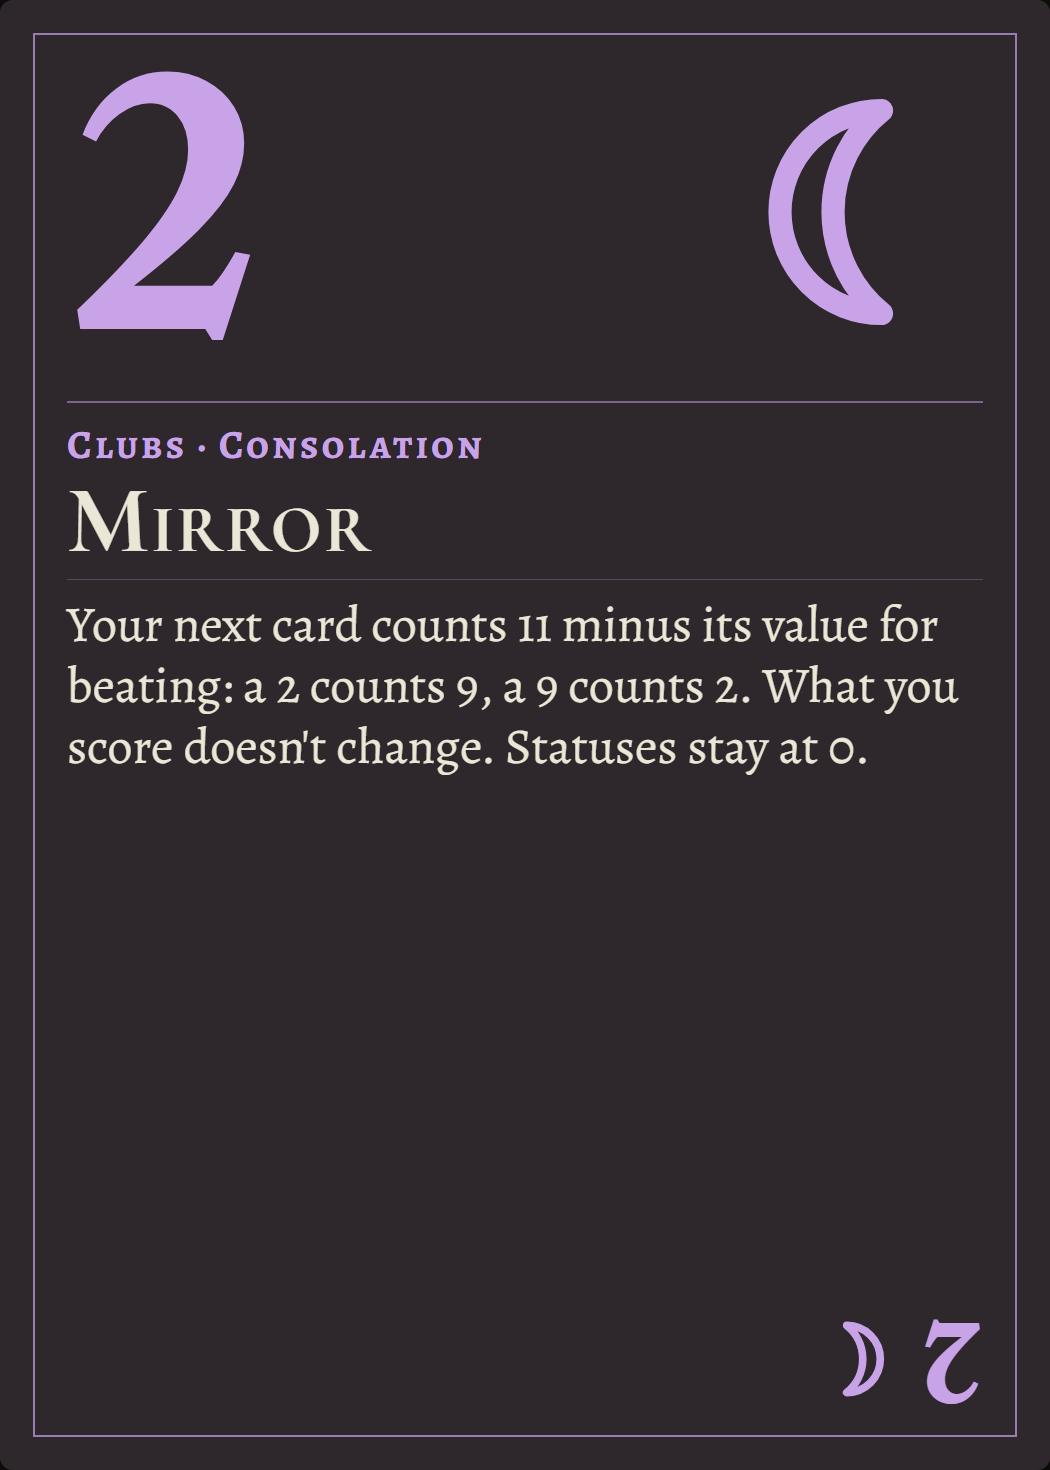 2
Clubs · Consolation
Mirror
Your next card counts 11 minus its value for
beating: a 2 counts 9, a 9 counts 2. What you
score doesn't change. Statuses stay at 0.
2